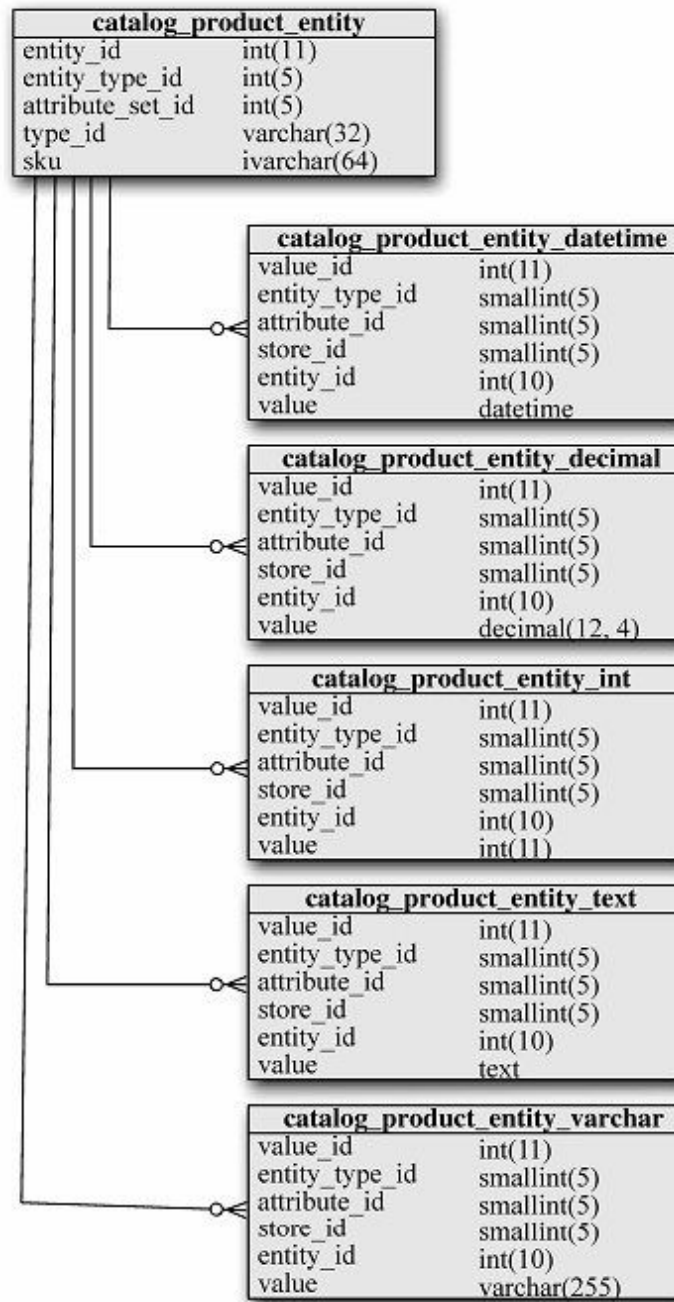 catalog_product_entity
entity_id int(11)
entity_type_id int(5)
attribute_set_id int(5)
type_id varchar(32)
sku ivarchar(64)
catalog_product_entity_datetime
value_id int(11)
entity_type_id smallint(5)
attribute_id smallint(5)
store_id smallint(5)
entity_id int(10)
value datetime
catalog_product_entity_decimal
value_id int(11)
entity_type_id smallint(5)
attribute_id smallint(5)
store_id smallint(5)
entity_id int(10)
value decimal(12, 4)
catalog_product_entity_int
value_id int(11)
entity_type_id smallint(5)
attribute_id smallint(5)
store_id smallint(5)
entity_id int(10)
value int(11)
catalog_product_entity_text
value_id int(11)
entity_type_id smallint(5)
attribute_id smallint(5)
store_id smallint(5)
entity_id int(10)
value text
catalog_product_entity_varchar
value_id int(11)
entity_type_id smallint(5)
attribute_id smallint(5)
store_id smallint(5)
entity_id int(10)
value varchar(255)